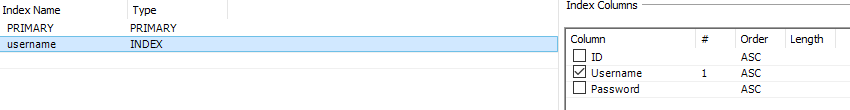 Index Name Type
PRIMARY PRIMARY
username INDEX
Index Columns
Column # Order Length
ID ASC
Username 1 ASC
Password ASC